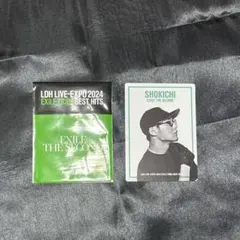 LDH LIVE-EXPO 2024
EXILE TRIBE BEST HITS
EXILE
THE SECOND
SHOKICHI
EXILE THE SECOND